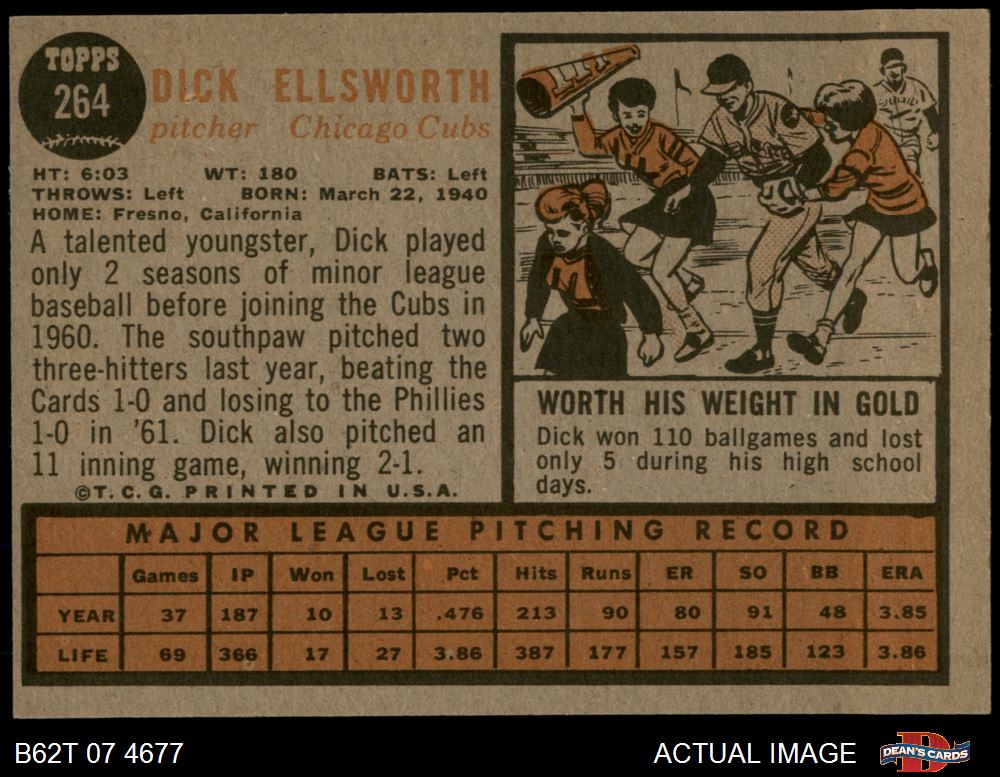 TOPPS
264
DICK ELLSWORTH
pitcher Chicago Cubs
HT: 6:03 WT: 180 BATS: Left
THROWS: Left BORN: March 22, 1940
HOME: Fresno, California
A talented youngster, Dick played
only 2 seasons of minor league
baseball before joining the Cubs in
1960. The southpaw pitched two
three-hitters last year, beating the
Cards 1-0 and losing to the Phillies
1-0 in '61. Dick also pitched an
11 inning game, winning 2-1.
©T.C.G. PRINTED IN U.S.A.
WORTH HIS WEIGHT IN GOLD
Dick won 110 ballgames and lost
only 5 during his high school
days.
MAJOR LEAGUE PITCHING RECORD
Games IP Won Lost Pct Hits Runs ER SO BB ERA
YEAR 37 187 10 13 .476 213 90 80 91 48 3.85
LIFE 69 366 17 27 3.86 387 177 157 185 123 3.86
B62T 07 4677
ACTUAL IMAGE
DEAN'S CARDS